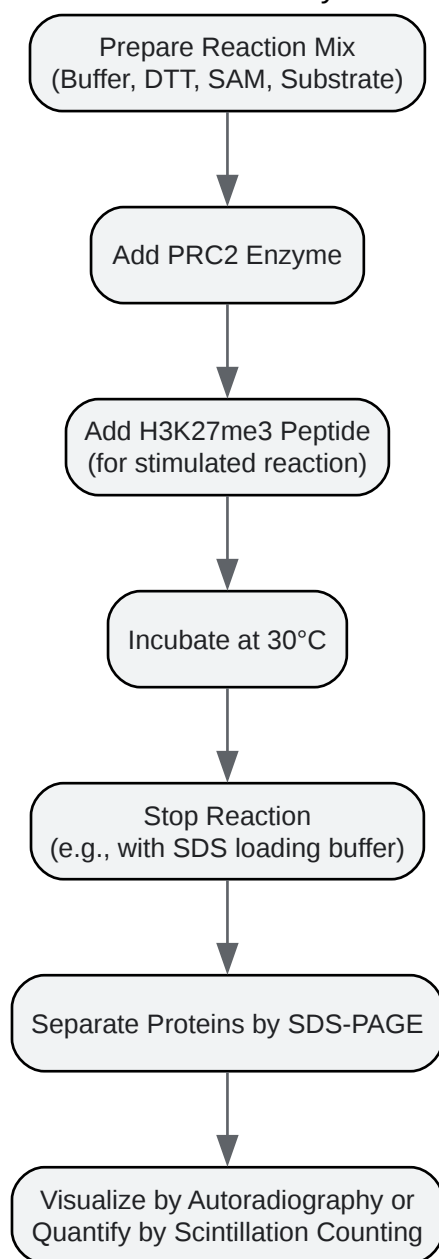 Prepare Reaction Mix
(Buffer, DTT, SAM, Substrate)
Add PRC2 Enzyme
Add H3K27me3 Peptide
(for stimulated reaction)
Incubate at 30°C
Stop Reaction
(e.g., with SDS loading buffer)
Separate Proteins by SDS-PAGE
Visualize by Autoradiography or
Quantify by Scintillation Counting